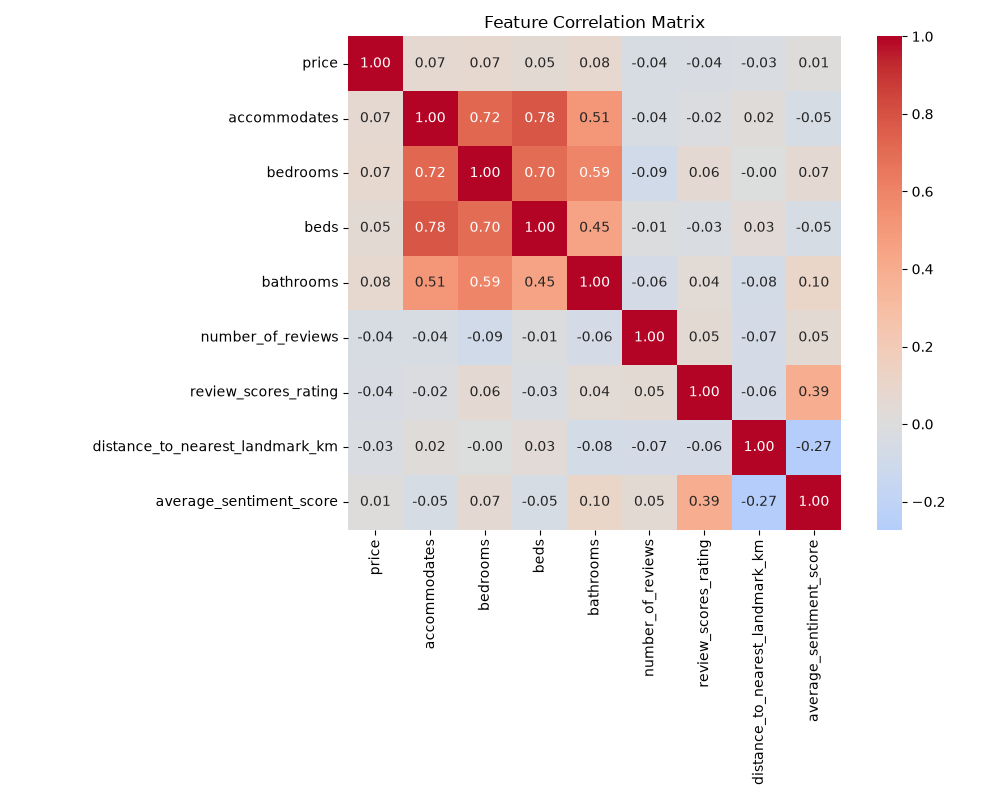 Feature Correlation Matrix
price 1.00 0.07 0.07 0.05 0.08 -0.04 -0.04 -0.03 0.01
accommodates 0.07 1.00 0.72 0.78 0.51 -0.04 -0.02 0.02 -0.05
bedrooms 0.07 0.72 1.00 0.70 0.59 -0.09 0.06 -0.00 0.07
beds 0.05 0.78 0.70 1.00 0.45 -0.01 -0.03 0.03 -0.05
bathrooms 0.08 0.51 0.59 0.45 1.00 -0.06 0.04 -0.08 0.10
number_of_reviews -0.04 -0.04 -0.09 -0.01 -0.06 1.00 0.05 -0.07 0.05
review_scores_rating -0.04 -0.02 0.06 -0.03 0.04 0.05 1.00 -0.06 0.39
distance_to_nearest_landmark_km -0.03 0.02 -0.00 0.03 -0.08 -0.07 -0.06 1.00 -0.27
average_sentiment_score 0.01 -0.05 0.07 -0.05 0.10 0.05 0.39 -0.27 1.00
price
accommodates
bedrooms
beds
bathrooms
number_of_reviews
review_scores_rating
distance_to_nearest_landmark_km
average_sentiment_score
1.0
0.8
0.6
0.4
0.2
0.0
−0.2